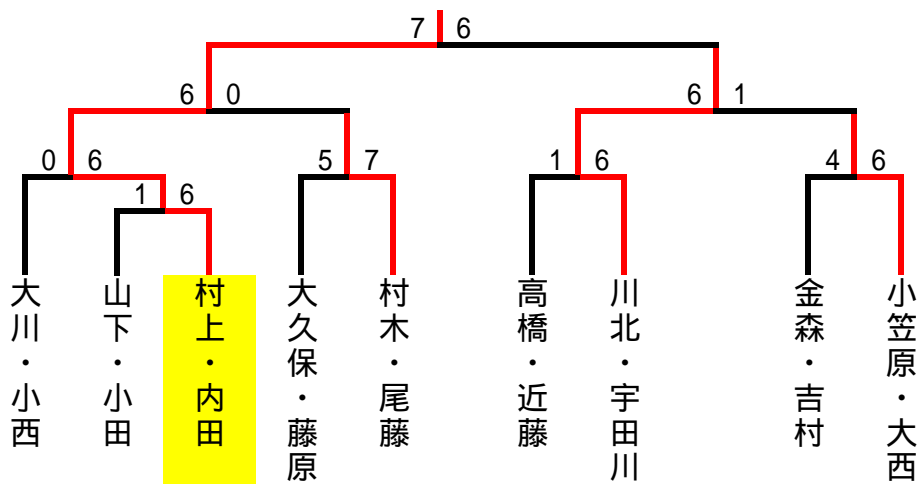 7 6
6 0
6 1
0 6
5 7
1 6
4 6
1 6
大川・小西
山下・小田
村上・内田
大久保・藤原
村木・尾藤
高橋・近藤
川北・宇田川
金森・吉村
小笠原・大西